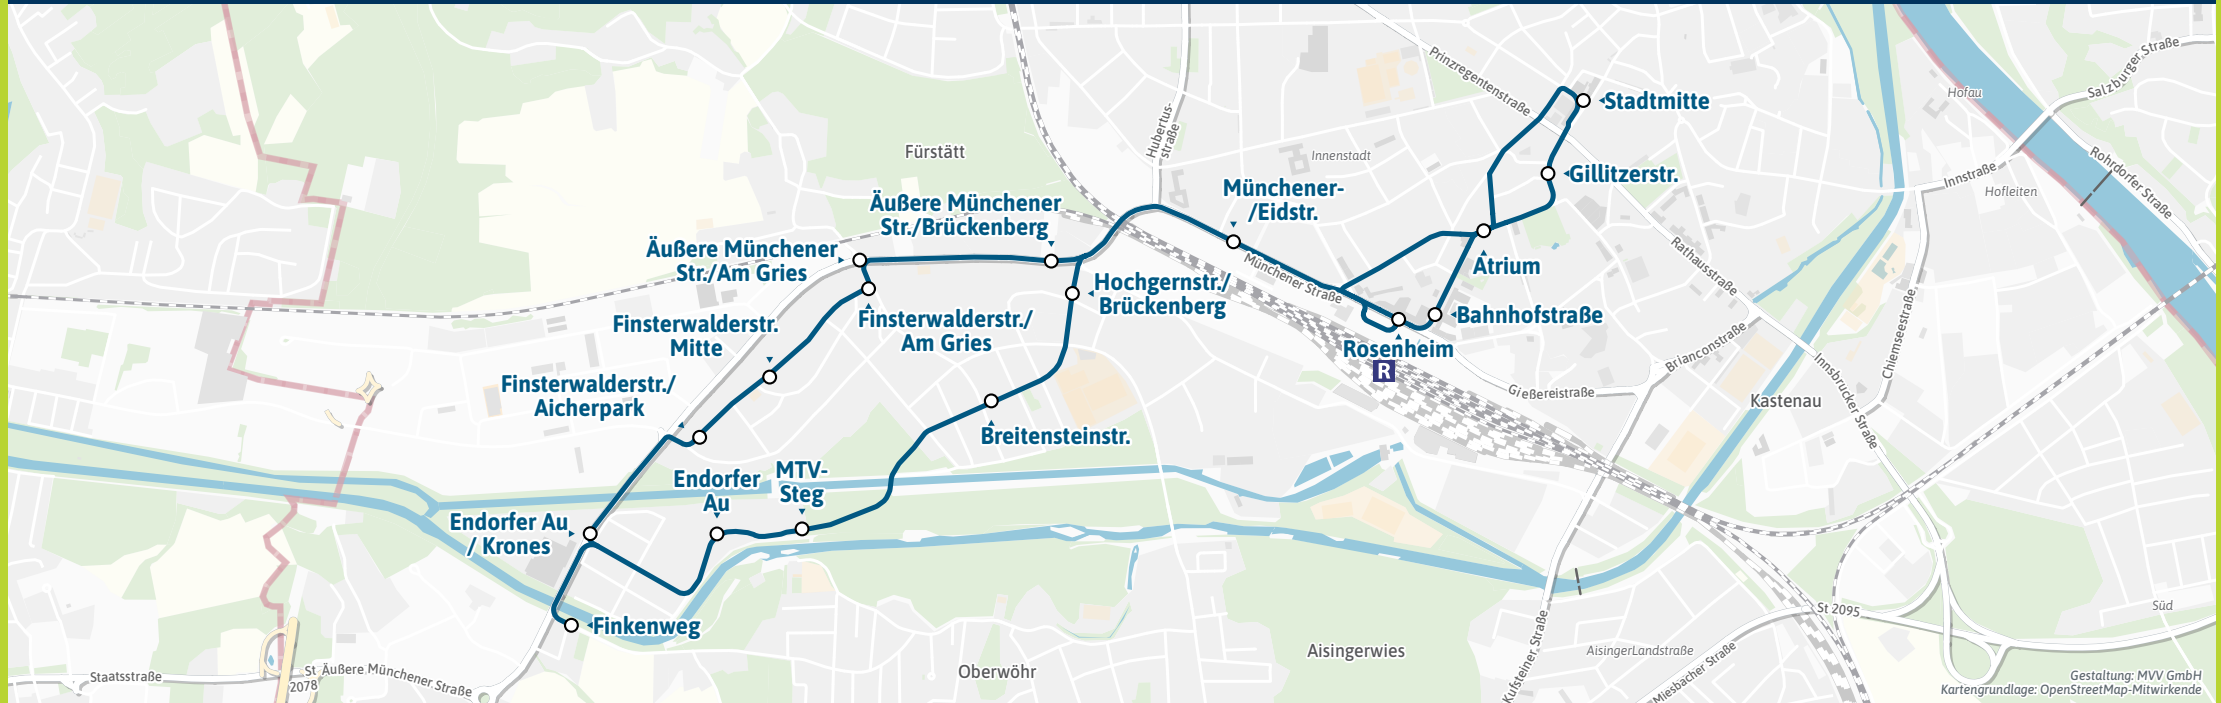 Prinzregentenstraße
Salzburger Straße
Hofau
Stadtmitte
Hubertus-
straße
Fürstätt
Innenstadt
Rohrdorfer Straße
Innstraße
Hofleiten
Gillitzerstr.
Münchener-
/Eidstr.
Äußere Münchener
Str./Brückenberg
Äußere Münchener
Str./Am Gries
Atrium
Rathausstraße
Münchener Straße
Hochgernstr./
Brückenberg
Bahnhofstraße
Chiemseestraße
Finsterwalderstr./
Am Gries
Finsterwalderstr.
Mitte
Rosenheim
R
Brianconstraße
Innsbrucker Straße
Gießereistraße
Kastenau
Finsterwalderstr./
Aicherpark
Breitensteinstr.
MTV-
Steg
Endorfer
Au
Endorfer Au
/ Krones
Finkenweg
St 2095
Süd
Kufsteiner Straße
Aisingerwies
AisingerLandstraße
Miesbacher Straße
Oberwöhr
Staatsstraße
St
2078
Äußere Münchener Straße
Gestaltung: MVV GmbH
Kartengrundlage: OpenStreetMap-Mitwirkende